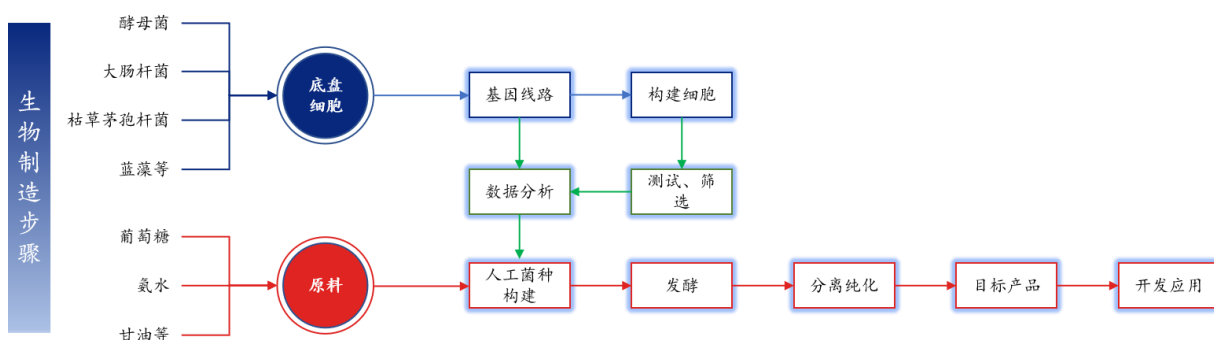 生物制造步骤
酵母菌
大肠杆菌
枯草茅孢杆菌
蓝藻等
底盘
细胞
基因线路
构建细胞
数据分析
测试、筛
选
葡萄糖
氨水
甘油等
原料
人工菌种
构建
发酵
分离纯化
目标产品
开发应用